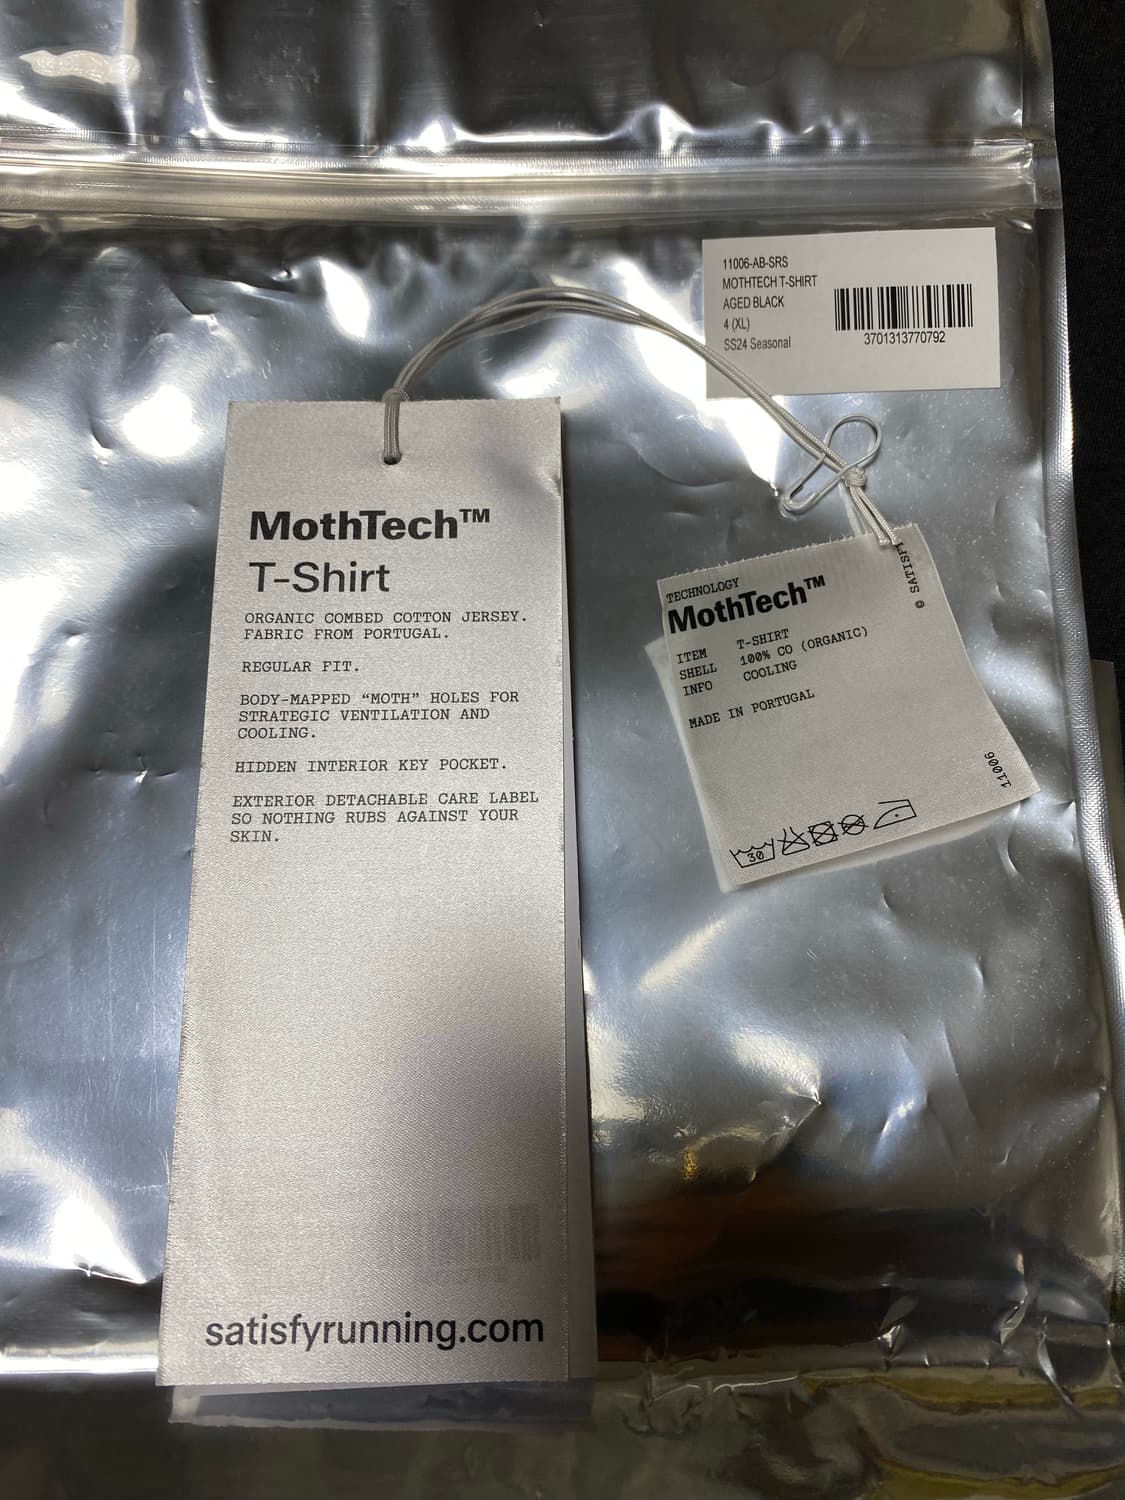 11006-AB-SRS
MOTHTECH T-SHIRT
AGED BLACK
4 (XL)
SS24 Seasonal
3701313770792
MothTech™
T-Shirt
ORGANIC COMBED COTTON JERSEY.
FABRIC FROM PORTUGAL.
REGULAR FIT.
BODY-MAPPED “MOTH” HOLES FOR
STRATEGIC VENTILATION AND
COOLING.
HIDDEN INTERIOR KEY POCKET.
EXTERIOR DETACHABLE CARE LABEL
SO NOTHING RUBS AGAINST YOUR
SKIN.
satisfyrunning.com
TECHNOLOGY
MothTech™
ITEM T-SHIRT
SHELL 100% CO (ORGANIC)
INFO COOLING
MADE IN PORTUGAL
30
© SATISFY
11006